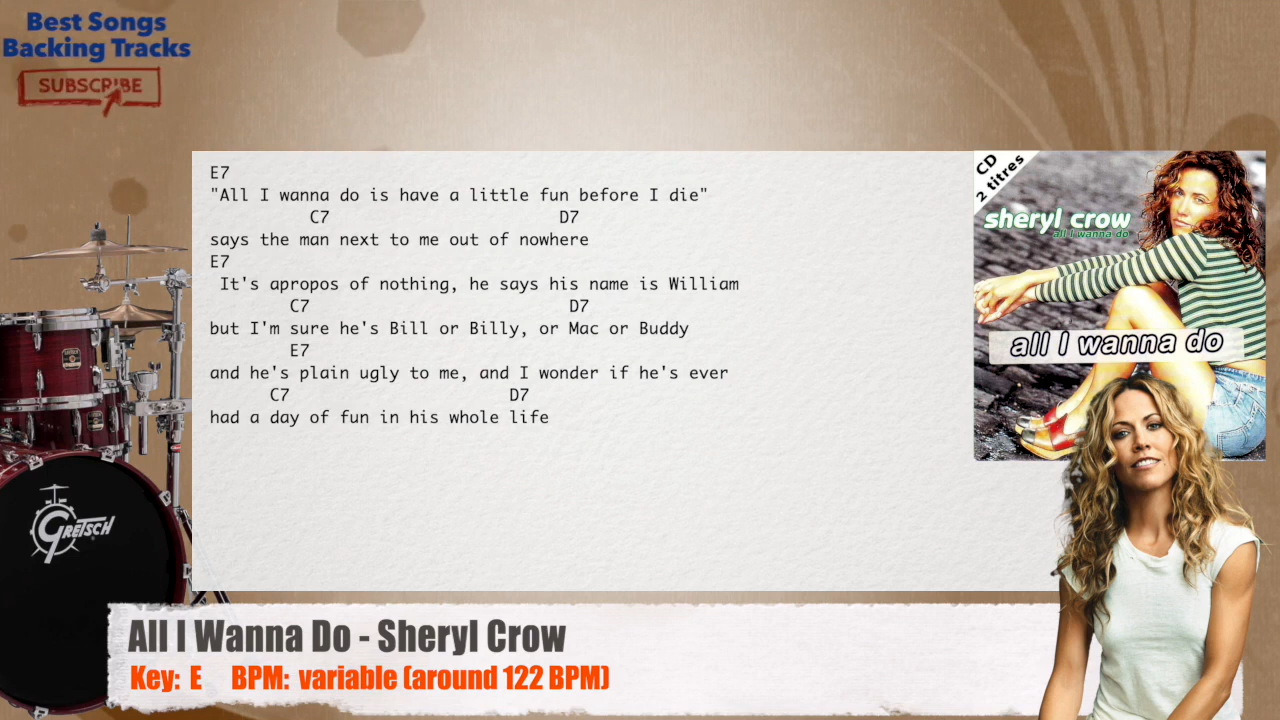 Best Songs
Backing Tracks
SUBSCRIBE
E7
"All I wanna do is have a little fun before I die"
C7 D7
says the man next to me out of nowhere
E7
It's apropos of nothing, he says his name is William
C7 D7
but I'm sure he's Bill or Billy, or Mac or Buddy
E7
and he's plain ugly to me, and I wonder if he's ever
C7 D7
had a day of fun in his whole life
CD
2 titres
sheryl crow
all i wanna do
all I wanna do
GRETSCH
All I Wanna Do - Sheryl Crow
Key: E BPM: variable (around 122 BPM)